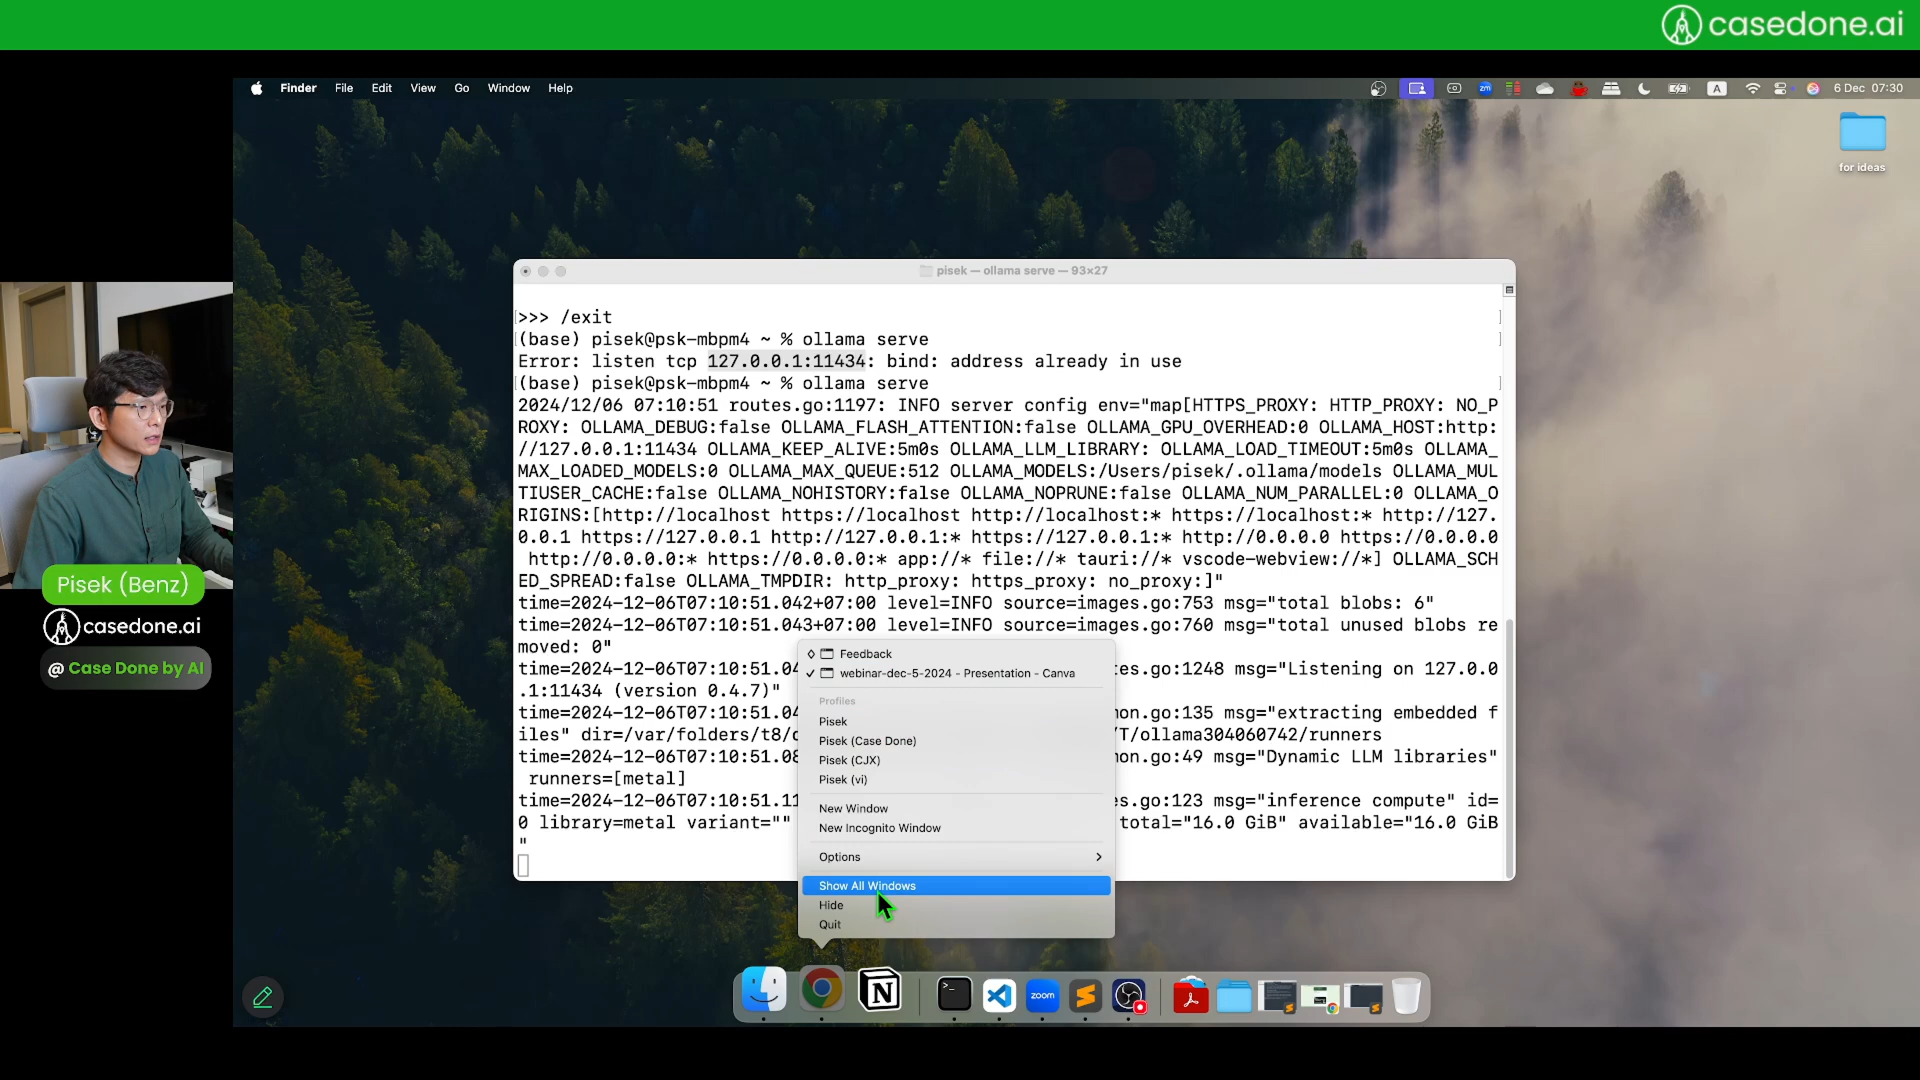 casedone.ai
Finder File Edit View Go Window Help
zm
A
6 Dec 07:30
for ideas
pisek — ollama serve — 93×27
>>> /exit
(base) pisek@psk-mbpm4 ~ % ollama serve
Error: listen tcp 127.0.0.1:11434: bind: address already in use
(base) pisek@psk-mbpm4 ~ % ollama serve
2024/12/06 07:10:51 routes.go:1197: INFO server config env="map[HTTPS_PROXY: HTTP_PROXY: NO_P
ROXY: OLLAMA_DEBUG:false OLLAMA_FLASH_ATTENTION:false OLLAMA_GPU_OVERHEAD:0 OLLAMA_HOST:http:
//127.0.0.1:11434 OLLAMA_KEEP_ALIVE:5m0s OLLAMA_LLM_LIBRARY: OLLAMA_LOAD_TIMEOUT:5m0s OLLAMA_
MAX_LOADED_MODELS:0 OLLAMA_MAX_QUEUE:512 OLLAMA_MODELS:/Users/pisek/.ollama/models OLLAMA_MUL
TIUSER_CACHE:false OLLAMA_NOHISTORY:false OLLAMA_NOPRUNE:false OLLAMA_NUM_PARALLEL:0 OLLAMA_O
RIGINS:[http://localhost https://localhost http://localhost:* https://localhost:* http://127.
0.0.1 https://127.0.0.1 http://127.0.0.1:* https://127.0.0.1:* http://0.0.0.0 https://0.0.0.0
http://0.0.0.0:* https://0.0.0.0:* app://* file://* tauri://* vscode-webview://*] OLLAMA_SCH
ED_SPREAD:false OLLAMA_TMPDIR: http_proxy: https_proxy: no_proxy:]"
time=2024-12-06T07:10:51.042+07:00 level=INFO source=images.go:753 msg="total blobs: 6"
time=2024-12-06T07:10:51.043+07:00 level=INFO source=images.go:760 msg="total unused blobs re
moved: 0"
time=2024-12-06T07:10:51.04 es.go:1248 msg="Listening on 127.0.0
.1:11434 (version 0.4.7)"
time=2024-12-06T07:10:51.04 on.go:135 msg="extracting embedded f
iles" dir=/var/folders/t8/ /T/ollama304060742/runners
time=2024-12-06T07:10:51.08 on.go:49 msg="Dynamic LLM libraries"
runners=[metal]
time=2024-12-06T07:10:51.11 es.go:123 msg="inference compute" id=
0 library=metal variant="" total="16.0 GiB" available="16.0 GiB
"
Feedback
webinar-dec-5-2024 - Presentation - Canva
Profiles
Pisek
Pisek (Case Done)
Pisek (CJX)
Pisek (vi)
New Window
New Incognito Window
Options
Show All Windows
Hide
Quit
zoom
Pisek (Benz)
casedone.ai
@ Case Done by AI